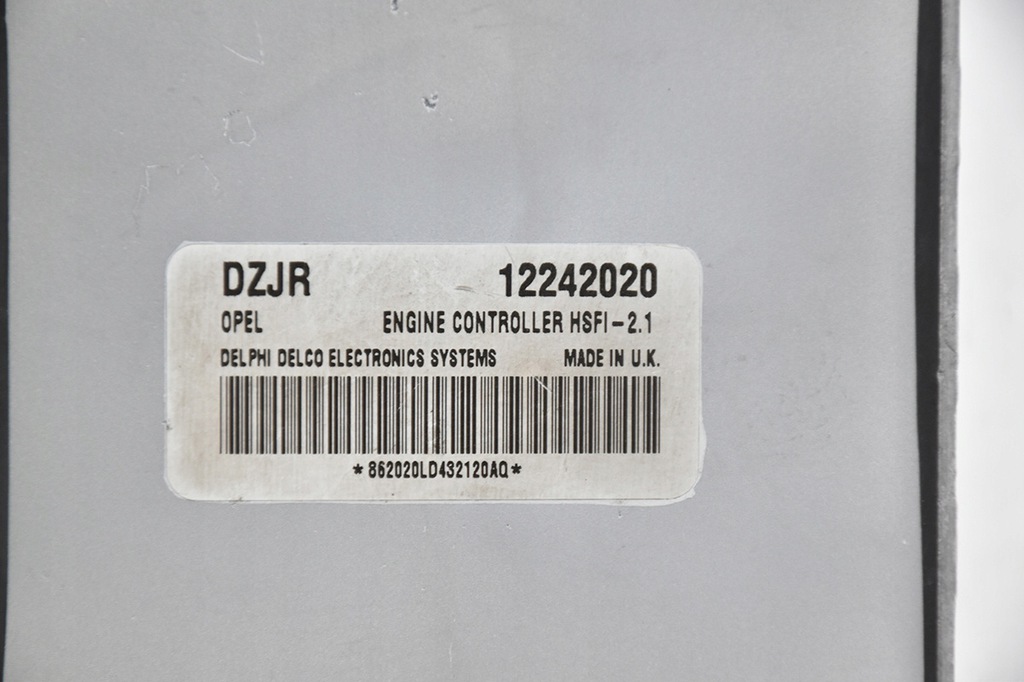 DZJR 12242020
OPEL ENGINE CONTROLLER HSFI-2.1
DELPHI DELCO ELECTRONICS SYSTEMS MADE IN U.K.
*862020LD432120AQ*